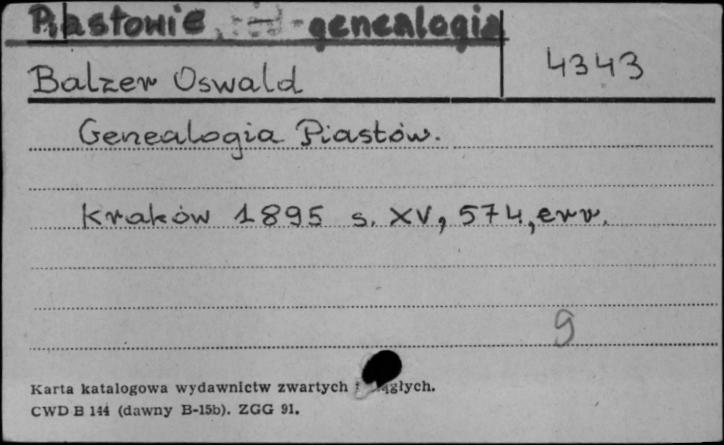 Piastowie - genealogia
4343
Balzer Oswald
Genealogia Piastów.
Kraków 1895 s. XV, 574, err.
9
Karta katalogowa wydawnictw zwartych
CWD B 144 (dawny B-15b). ZGG 91.